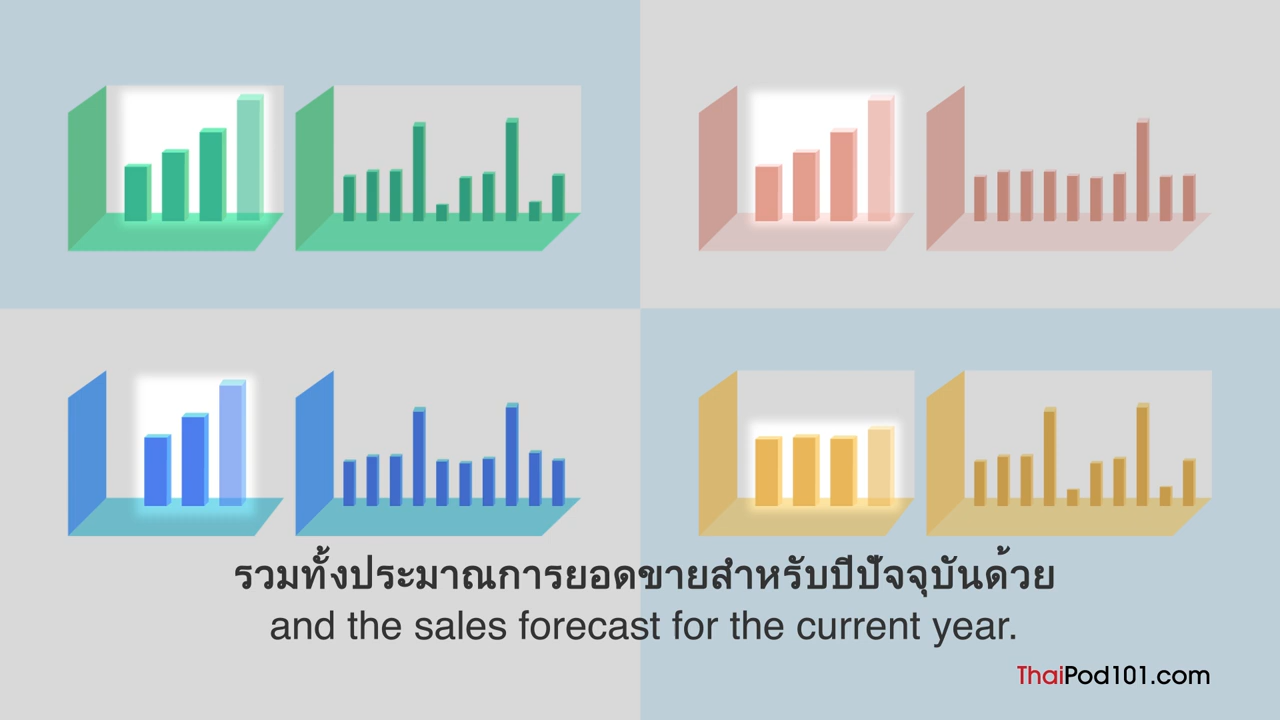 รวมทั้งประมาณการยอดขายสำหรับปีปัจจุบันด้วย
and the sales forecast for the current year.
ThaiPod101.com